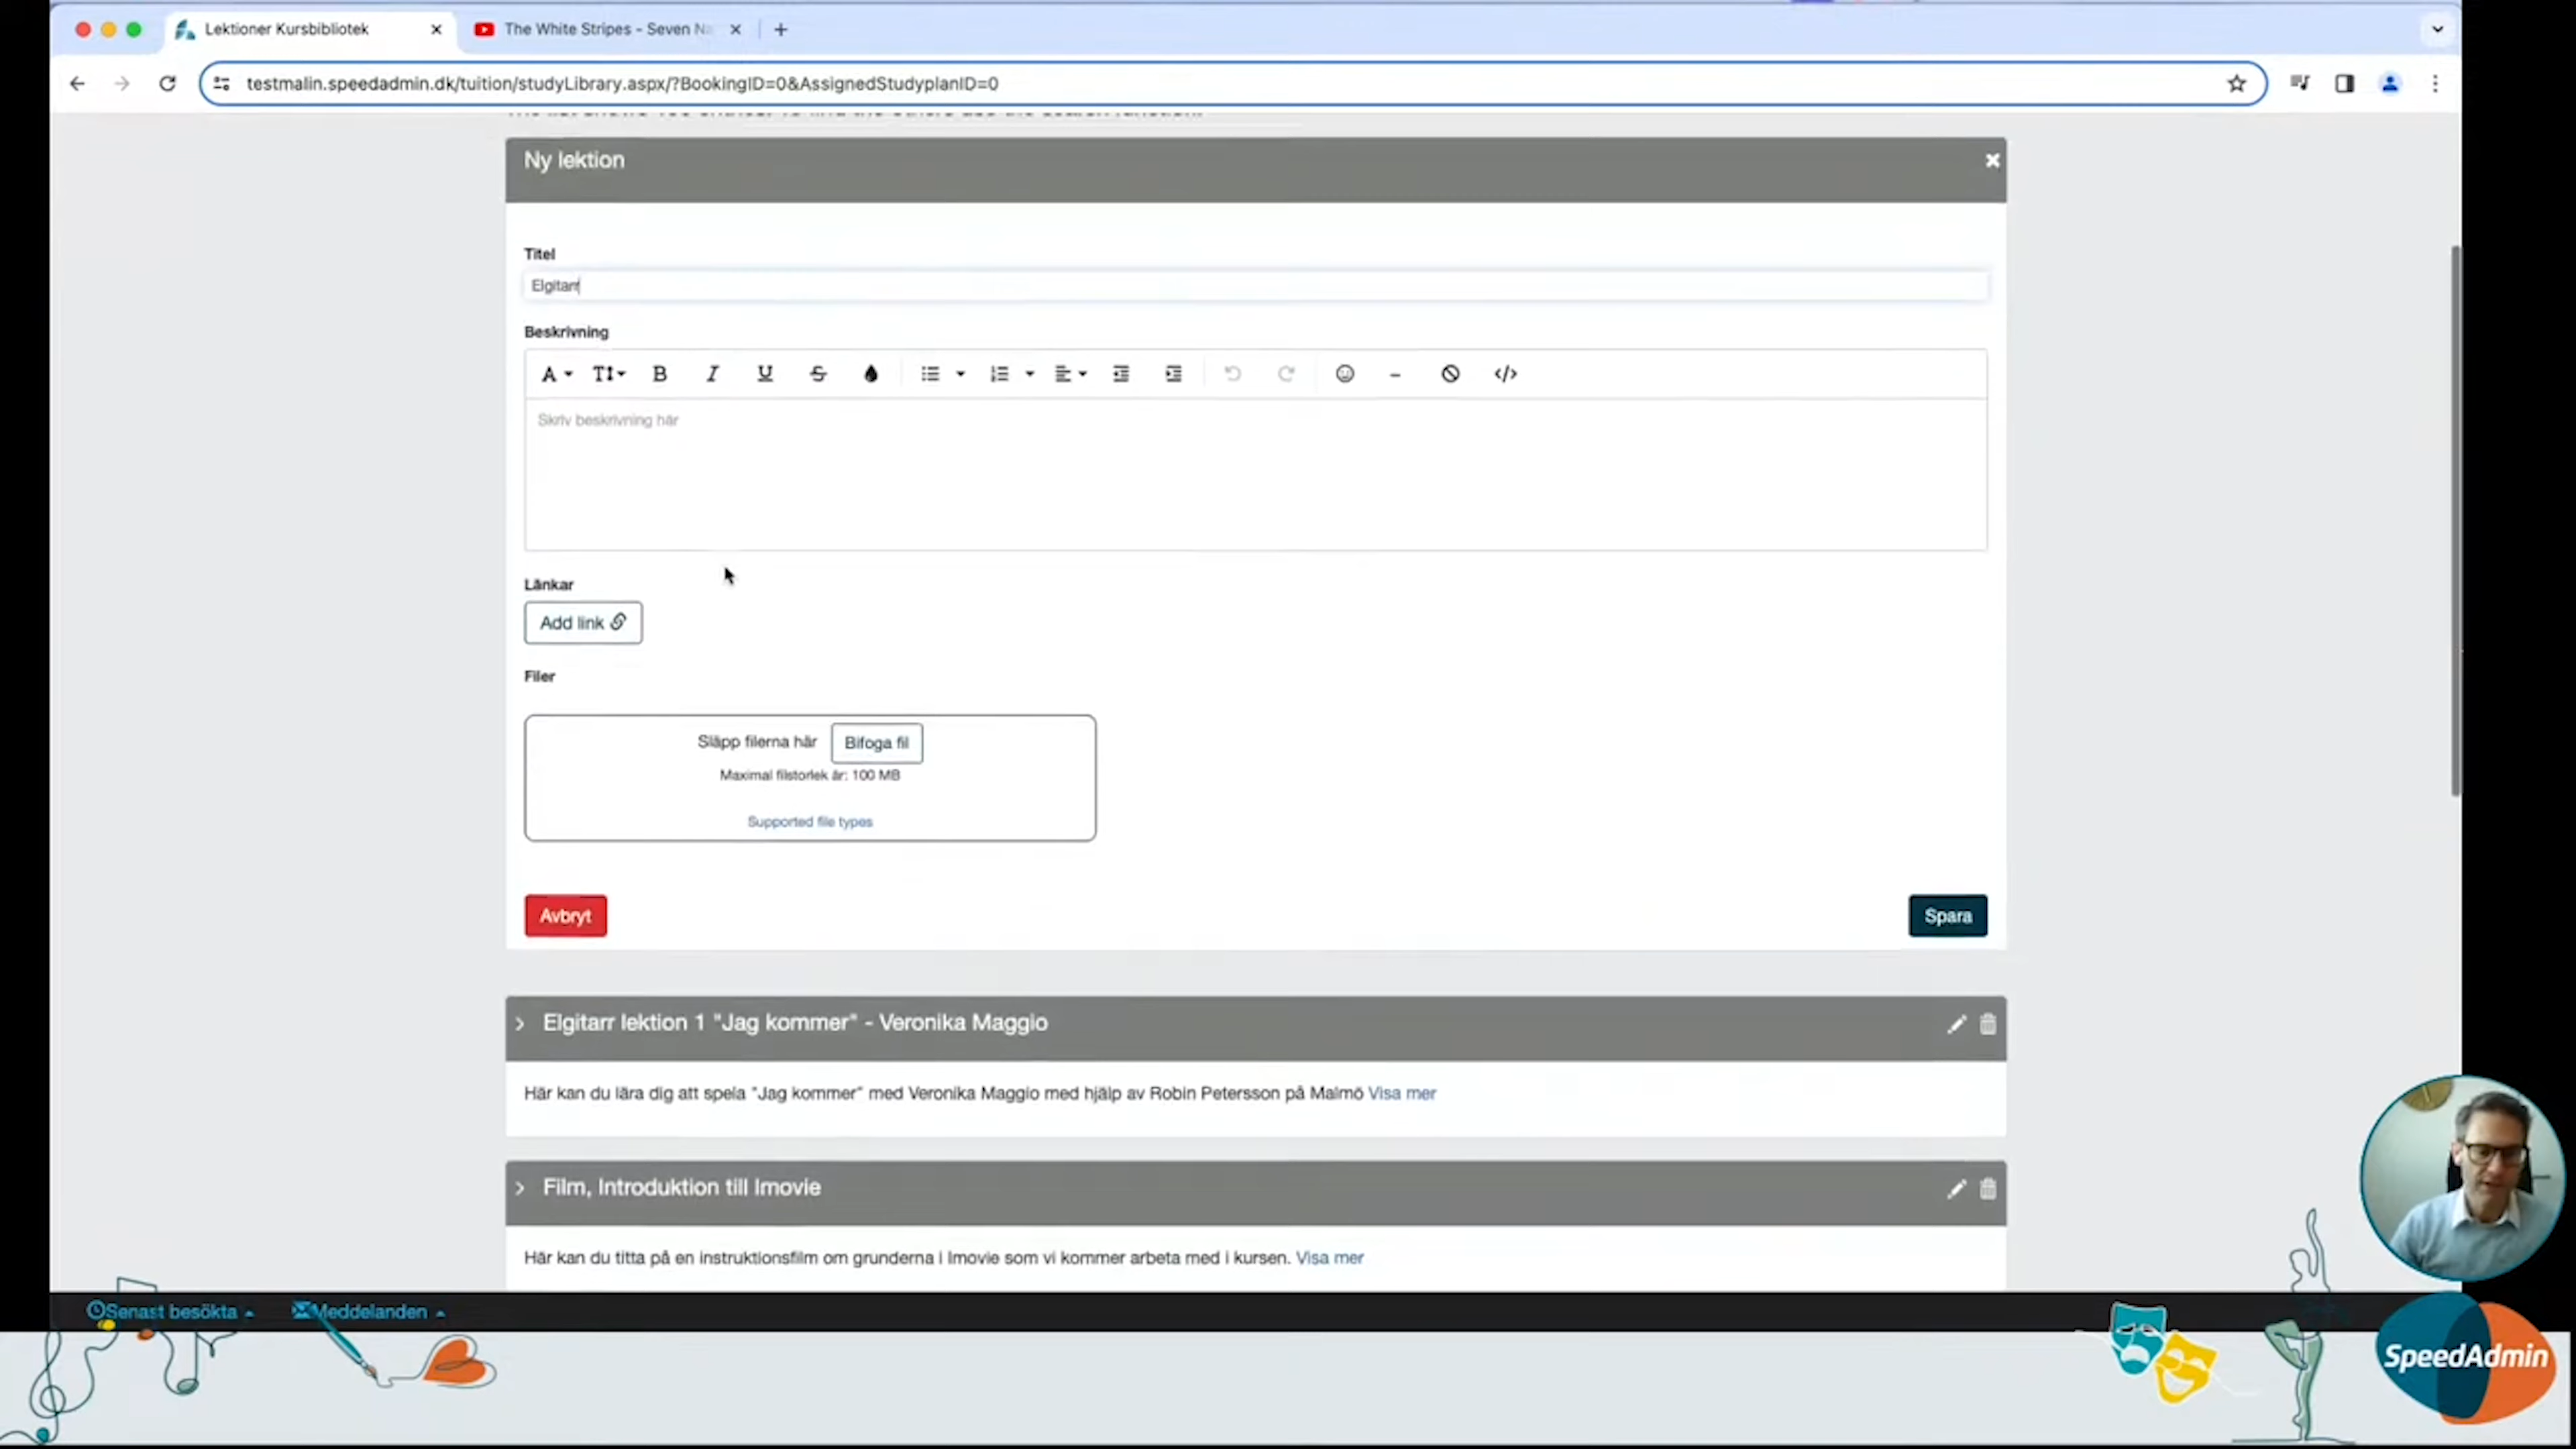 Lektioner Kursbibliotek
The White Stripes - Seven Na
testmalin.speedadmin.dk/tuition/studyLibrary.aspx/?BookingID=0&AssignedStudyplanID=0
Ny lektion
Titel
Elgitarr
Beskrivning
Skriv beskrivning här
Länkar
Add link
Filer
Släpp filerna här Bifoga fil
Maximal filstorlek är: 100 MB
Supported file types
Avbryt Spara
Elgitarr lektion 1 "Jag kommer" - Veronika Maggio
Här kan du lära dig att spela "Jag kommer" med Veronika Maggio med hjälp av Robin Petersson på Malmö Visa mer
Film, Introduktion till Imovie
Här kan du titta på en instruktionsfilm om grunderna i Imovie som vi kommer arbeta med i kursen. Visa mer
Senast besökta Meddelanden
SpeedAdmin